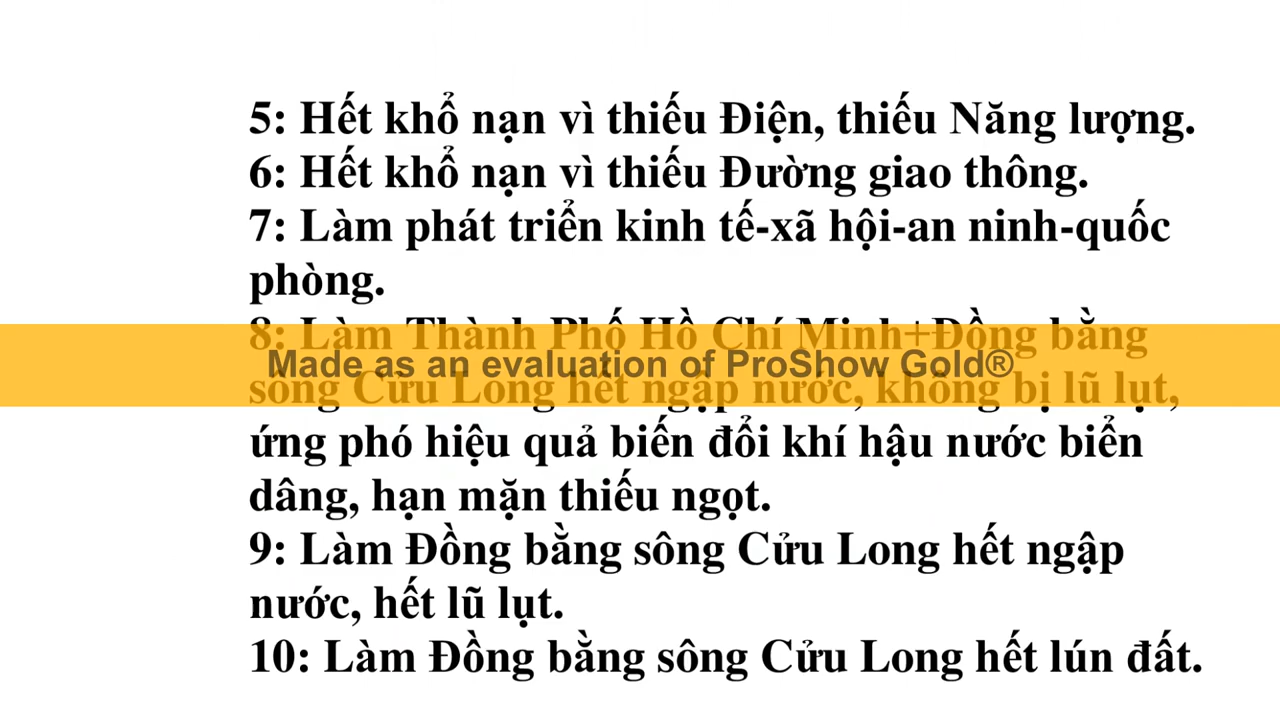 5: Hết khổ nạn vì thiếu Điện, thiếu Năng lượng.
6: Hết khổ nạn vì thiếu Đường giao thông.
7: Làm phát triển kinh tế-xã hội-an ninh-quốc
phòng.
8: Làm Thành Phố Hồ Chí Minh+Đồng bằng
Made as an evaluation of ProShow Gold®
sông Cửu Long hết ngập nước, không bị lũ lụt,
ứng phó hiệu quả biến đổi khí hậu nước biển
dâng, hạn mặn thiếu ngọt.
9: Làm Đồng bằng sông Cửu Long hết ngập
nước, hết lũ lụt.
10: Làm Đồng bằng sông Cửu Long hết lún đất.